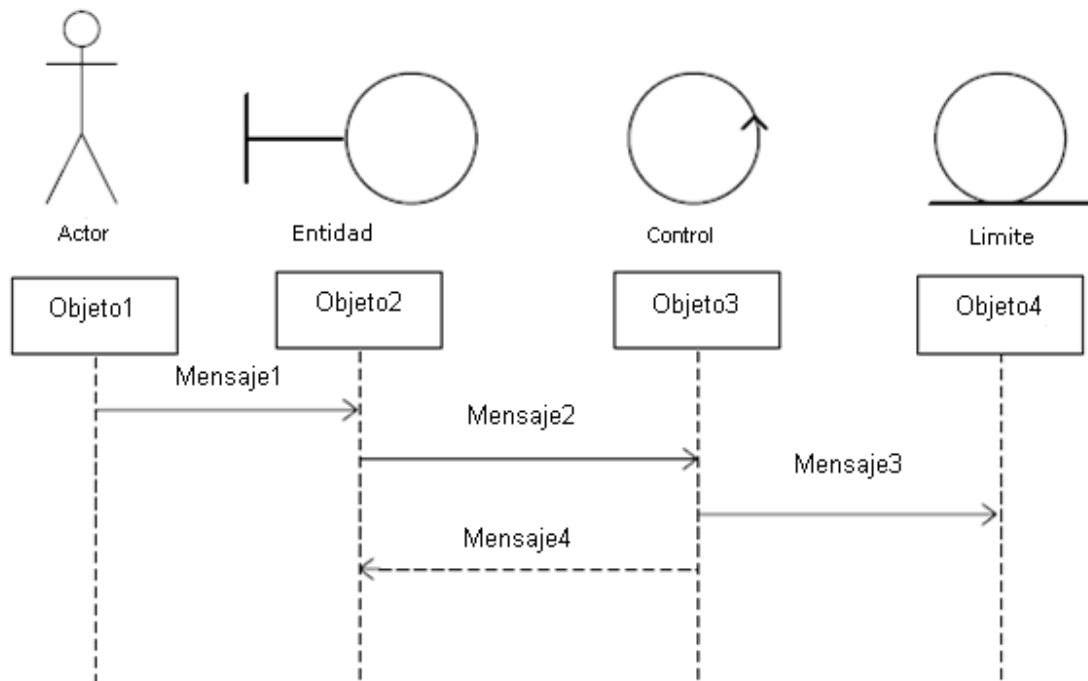 Actor
Entidad
Control
Limite
Objeto1
Objeto2
Objeto3
Objeto4
Mensaje1
Mensaje2
Mensaje3
Mensaje4